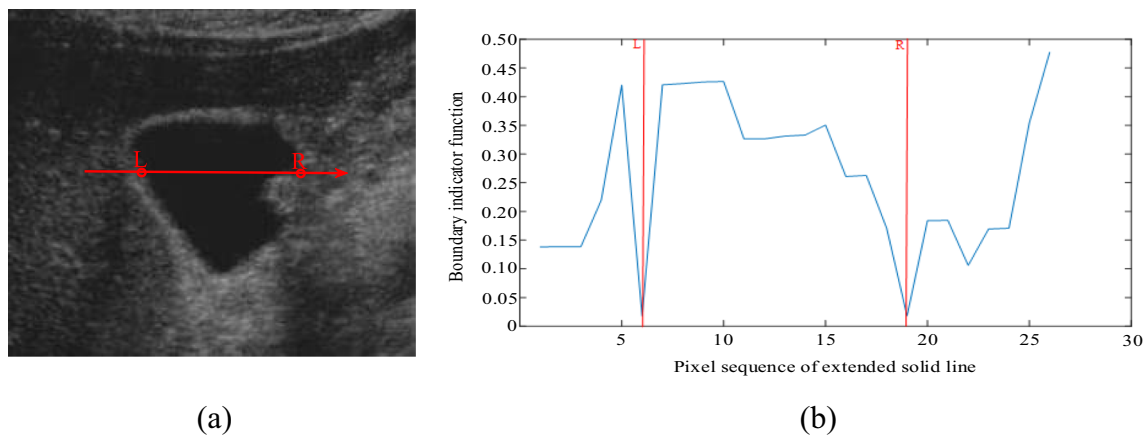 L
R
0.50
0.45
0.40
0.35
0.30
0.25
0.20
0.15
0.10
0.05
0
Boundary indicator function
L
R
5
10
15
20
25
30
Pixel sequence of extended solid line
(a)
(b)